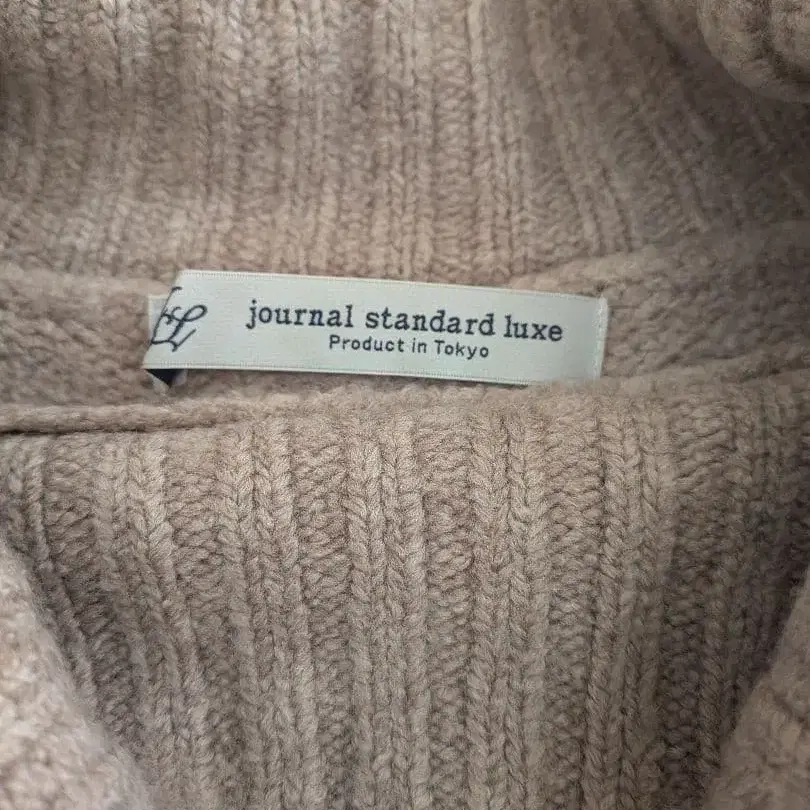 journal standard luxe
Product in Tokyo